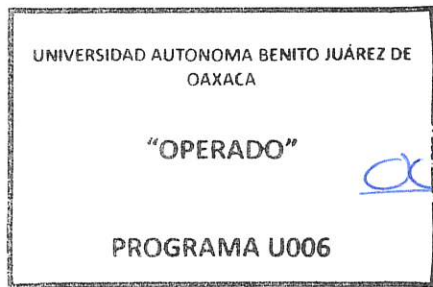 UNIVERSIDAD AUTONOMA BENITO JUÁREZ DE
OAXACA
"OPERADO"
PROGRAMA U006